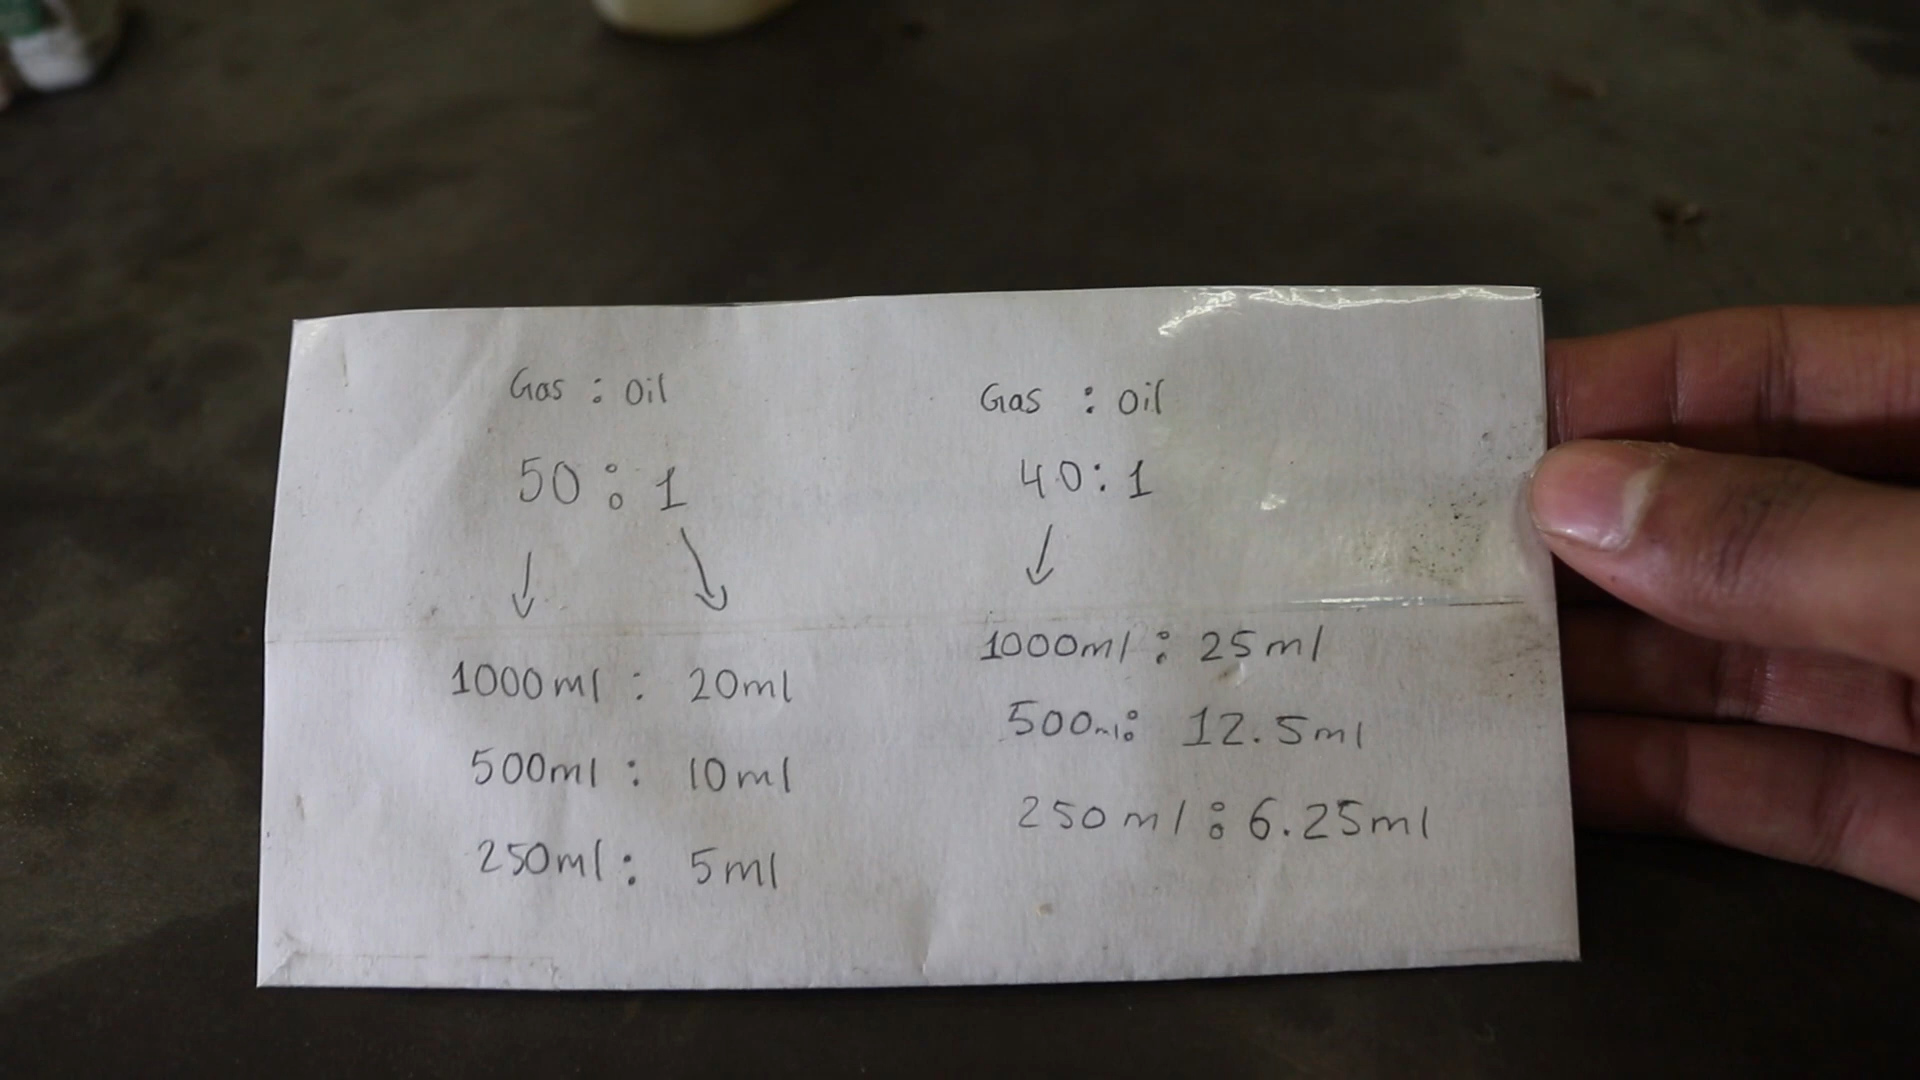 Gas : Oil
50 : 1
1000ml : 20ml
500ml : 10ml
250ml : 5ml
Gas : Oil
40 : 1
1000ml : 25ml
500ml : 12.5ml
250ml : 6.25ml